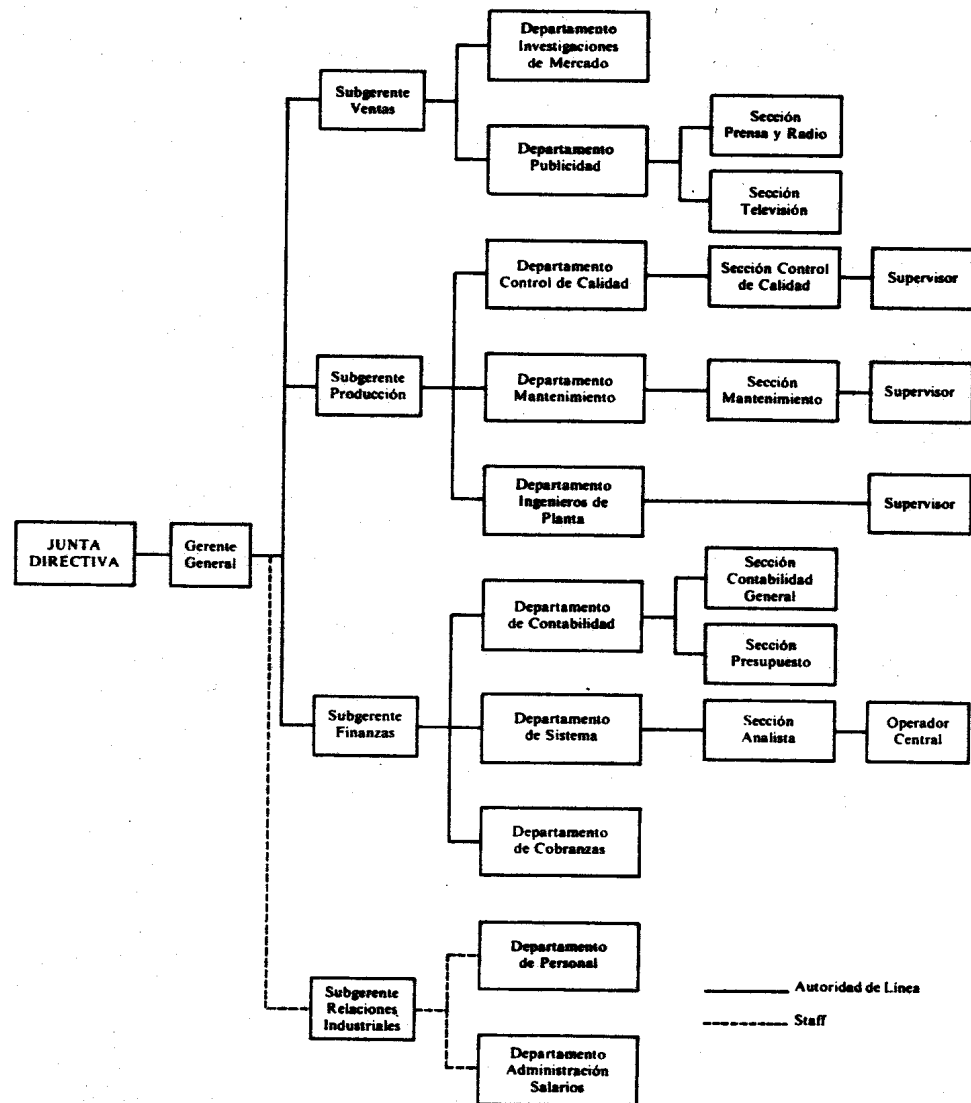 Departamento
Investigaciones
de Mercado
Subgerente
Ventas
Departamento
Publicidad
Sección
Prensa y Radio
Sección
Televisión
Departamento
Control de Calidad
Sección Control
de Calidad
Supervisor
Subgerente
Producción
Departamento
Mantenimiento
Sección
Mantenimiento
Supervisor
Departamento
Ingenieros de
Planta
Supervisor
JUNTA
DIRECTIVA
Gerente
General
Departamento
de Contabilidad
Sección
Contabilidad
General
Sección
Presupuesto
Subgerente
Finanzas
Departamento
de Sistema
Sección
Analista
Operador
Central
Departamento
de Cobranzas
Departamento
de Personal
Subgerente
Relaciones
Industriales
Departamento
Administración
Salarios
Autoridad de Línea
Staff